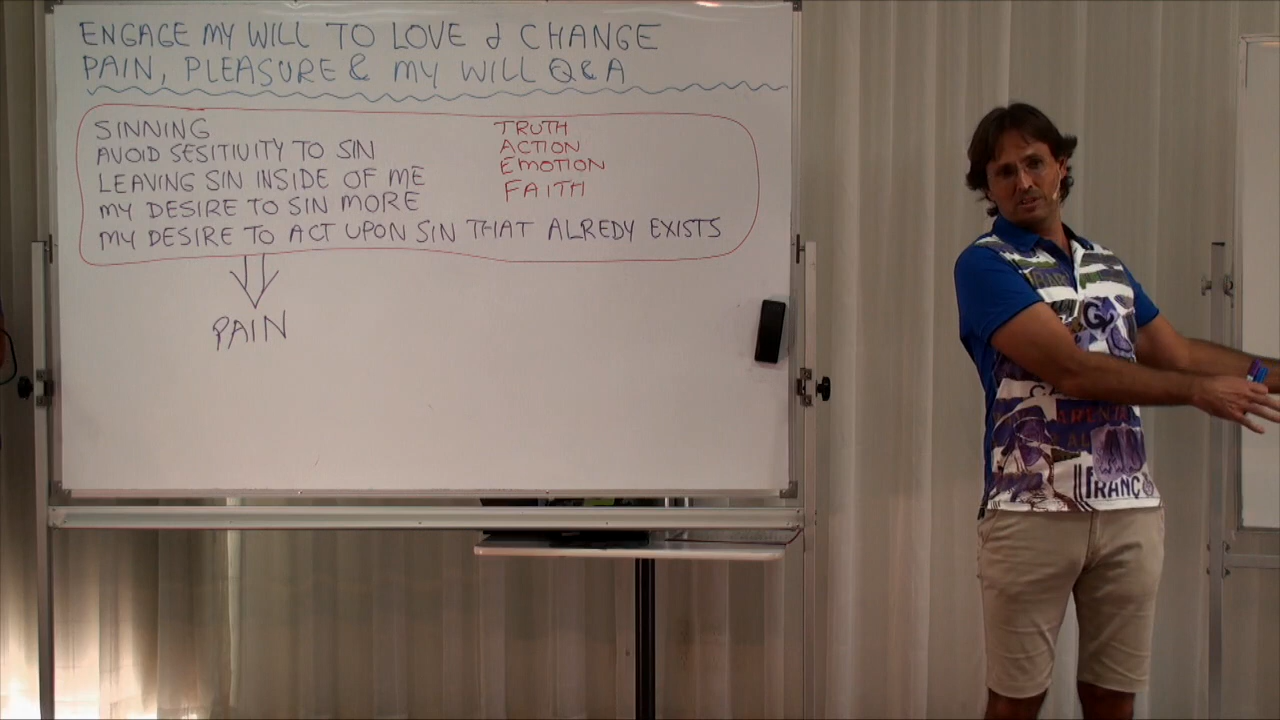 ENGAGE MY WILL TO LOVE & CHANGE
PAIN, PLEASURE & MY WILL Q&A
SINNING
AVOID SESITIUITY TO SIN
LEAVING SIN INSIDE OF ME
MY DESIRE TO SIN MORE
MY DESIRE TO ACT UPON SIN THAT ALREDY EXISTS
TRUTH
ACTION
EMOTION
FAITH
PAIN
FRANÇ